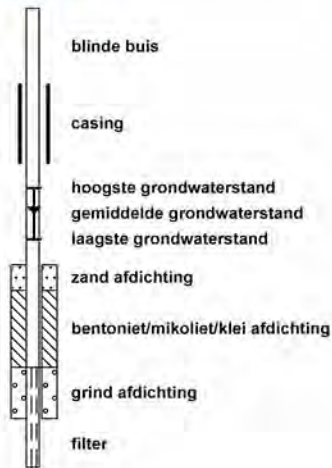 blinde buis
casing
hoogste grondwaterstand
gemiddelde grondwaterstand
laagste grondwaterstand
zand afdichting
bentoniet/mikoliet/klei afdichting
grind afdichting
filter